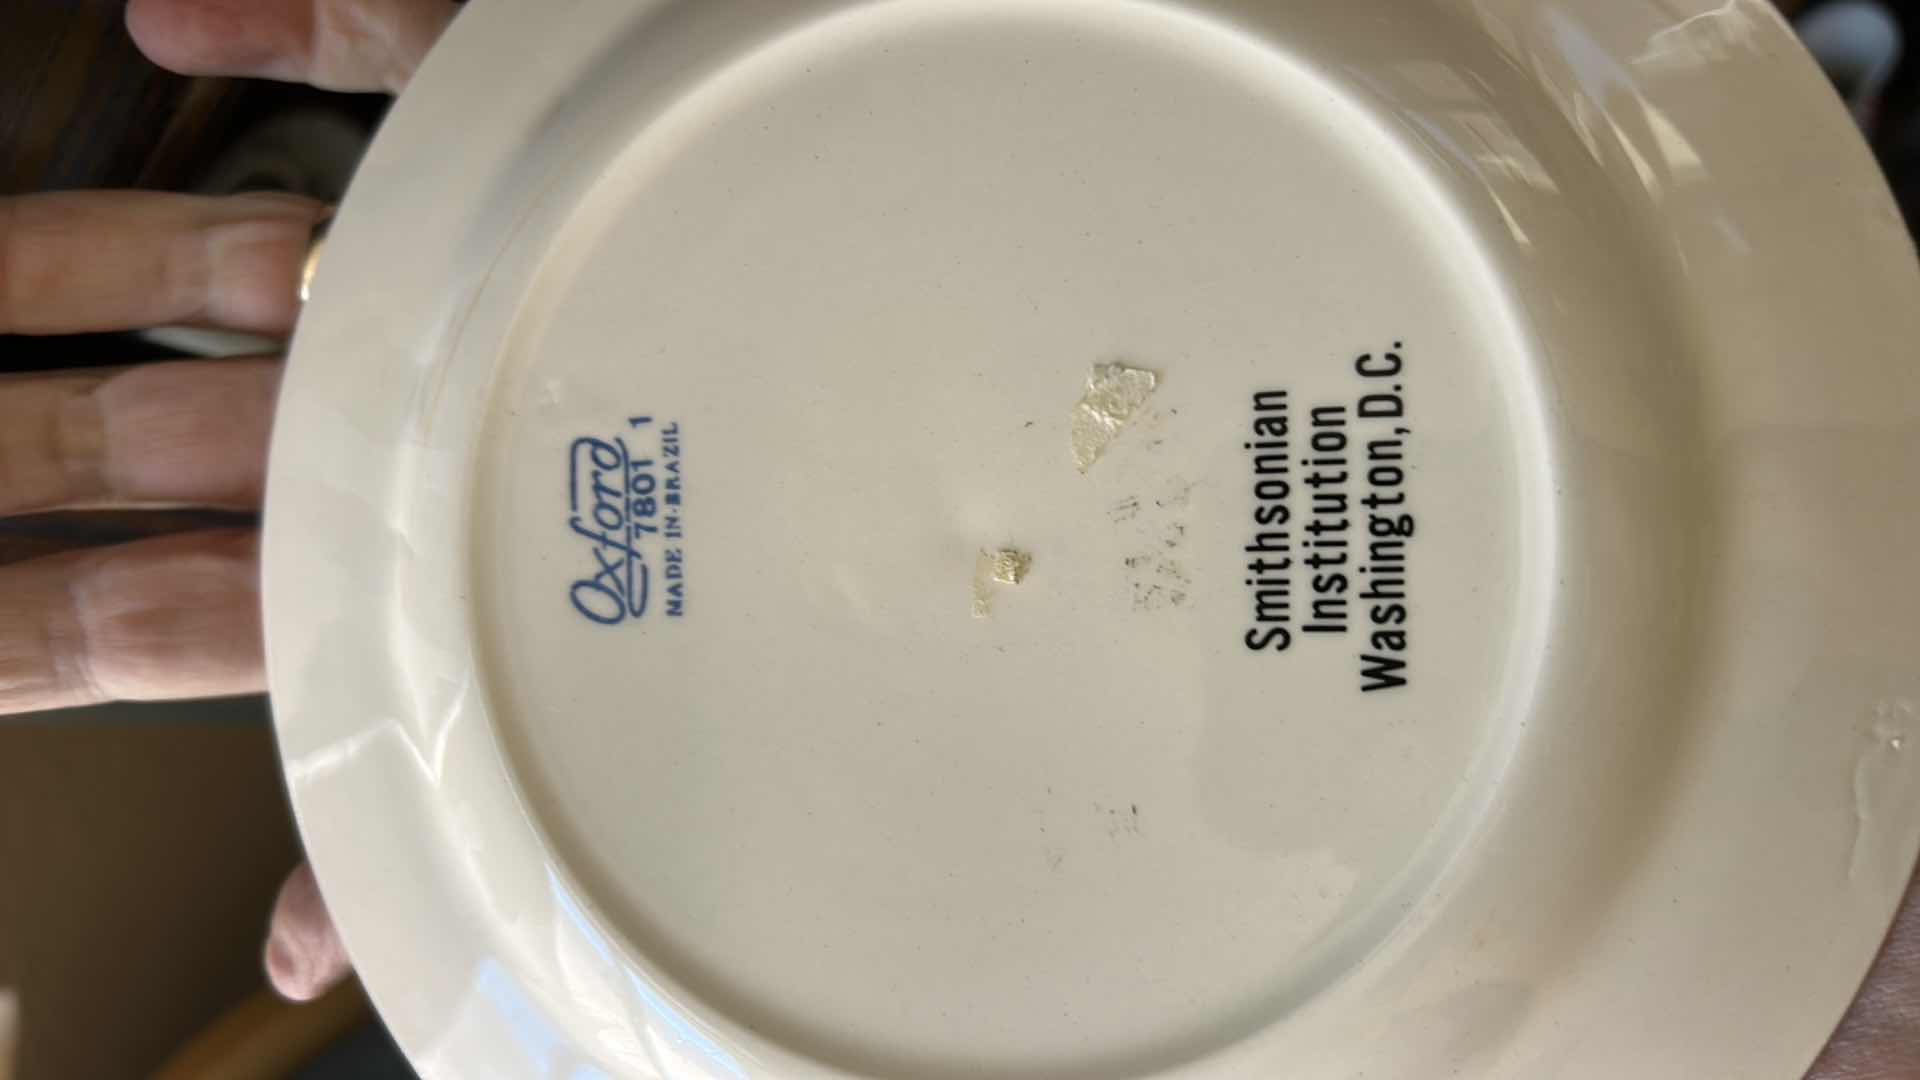 Oxford
7801 1
MADE IN BRAZIL
Smithsonian
Institution
Washington, D.C.